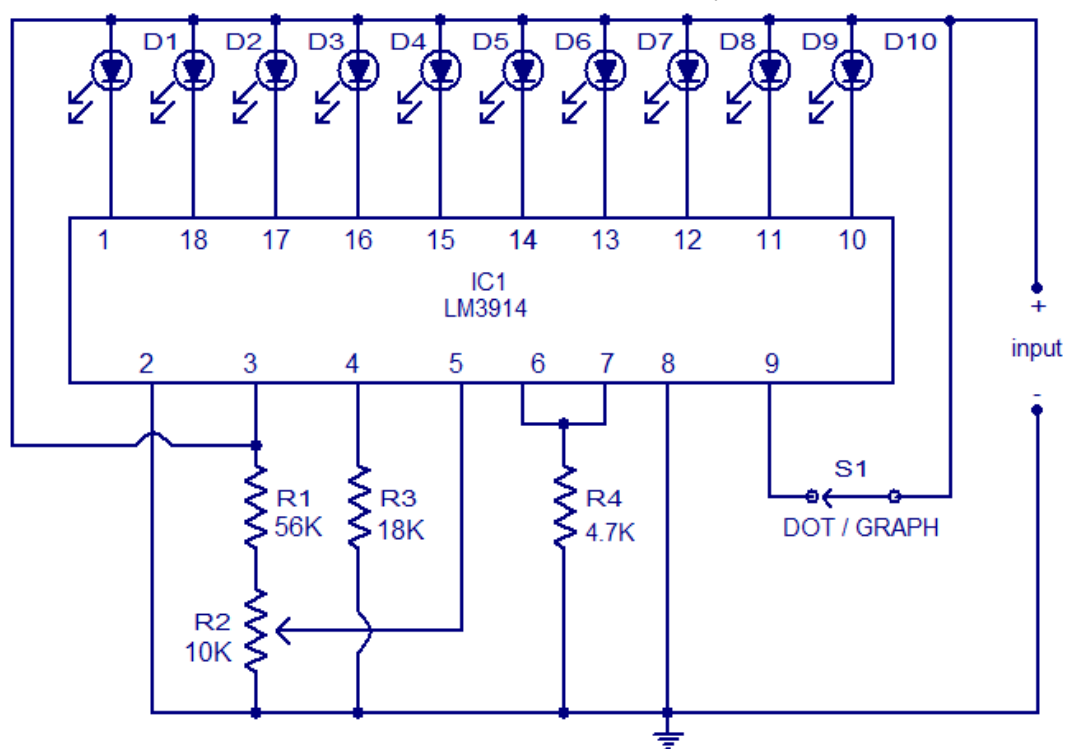 D1 D2 D3 D4 D5 D6 D7 D8 D9 D10
1 18 17 16 15 14 13 12 11 10
IC1
LM3914
+
input
-
2 3 4 5 6 7 8 9
S1
DOT / GRAPH
R1
56K
R3
18K
R4
4.7K
R2
10K